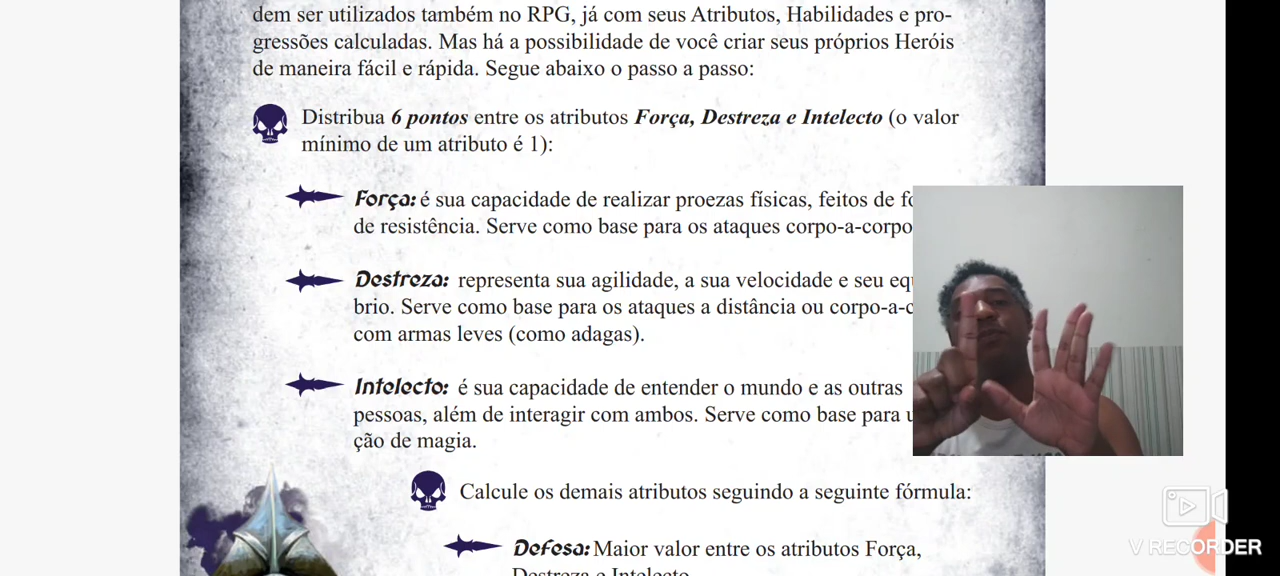 dem ser utilizados também no RPG, já com seus Atributos, Habilidades e pro-
gressões calculadas. Mas há a possibilidade de você criar seus próprios Heróis
de maneira fácil e rápida. Segue abaixo o passo a passo:
Distribua 6 pontos entre os atributos Força, Destreza e Intelecto (o valor
mínimo de um atributo é 1):
Força: é sua capacidade de realizar proezas físicas, feitos de
de resistência. Serve como base para os ataques corpo-a-corpo
Destreza: representa sua agilidade, a sua velocidade e seu
brio. Serve como base para os ataques a distância ou
com armas leves (como adagas).
Intelecto: é sua capacidade de entender o mundo e as outras
pessoas, além de interagir com ambos. Serve como base para
ção de magia.
Calcule os demais atributos seguindo a seguinte fórmula:
Defesa: Maior valor entre os atributos Força,
Destreza e Intelecto
V RECORDER